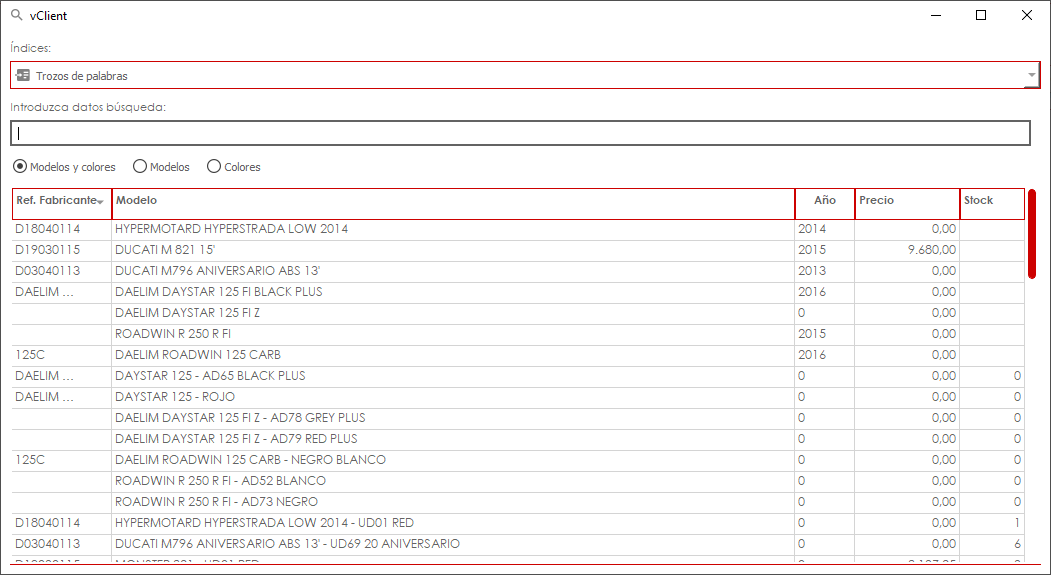 vClient
Índices:
Trozos de palabras
Introduzca datos búsqueda:
Modelos y colores Modelos Colores
Ref. Fabricante Modelo Año Precio Stock
D18040114 HYPERMOTARD HYPERSTRADA LOW 2014 2014 0,00
D19030115 DUCATI M 821 15' 2015 9.680,00
D03040113 DUCATI M796 ANIVERSARIO ABS 13' 2013 0,00
DAELIM ... DAELIM DAYSTAR 125 FI BLACK PLUS 2016 0,00
DAELIM DAYSTAR 125 FI Z 0 0,00
ROADWIN R 250 R FI 2015 0,00
125C DAELIM ROADWIN 125 CARB 2016 0,00
DAELIM ... DAYSTAR 125 - AD65 BLACK PLUS 0 0,00 0
DAELIM ... DAYSTAR 125 - ROJO 0 0,00 0
DAELIM DAYSTAR 125 FI Z - AD78 GREY PLUS 0 0,00 0
DAELIM DAYSTAR 125 FI Z - AD79 RED PLUS 0 0,00 0
125C DAELIM ROADWIN 125 CARB - NEGRO BLANCO 0 0,00 0
ROADWIN R 250 R FI - AD52 BLANCO 0 0,00 0
ROADWIN R 250 R FI - AD73 NEGRO 0 0,00 0
D18040114 HYPERMOTARD HYPERSTRADA LOW 2014 - UD01 RED 0 0,00 1
D03040113 DUCATI M796 ANIVERSARIO ABS 13' - UD69 20 ANIVERSARIO 0 0,00 6